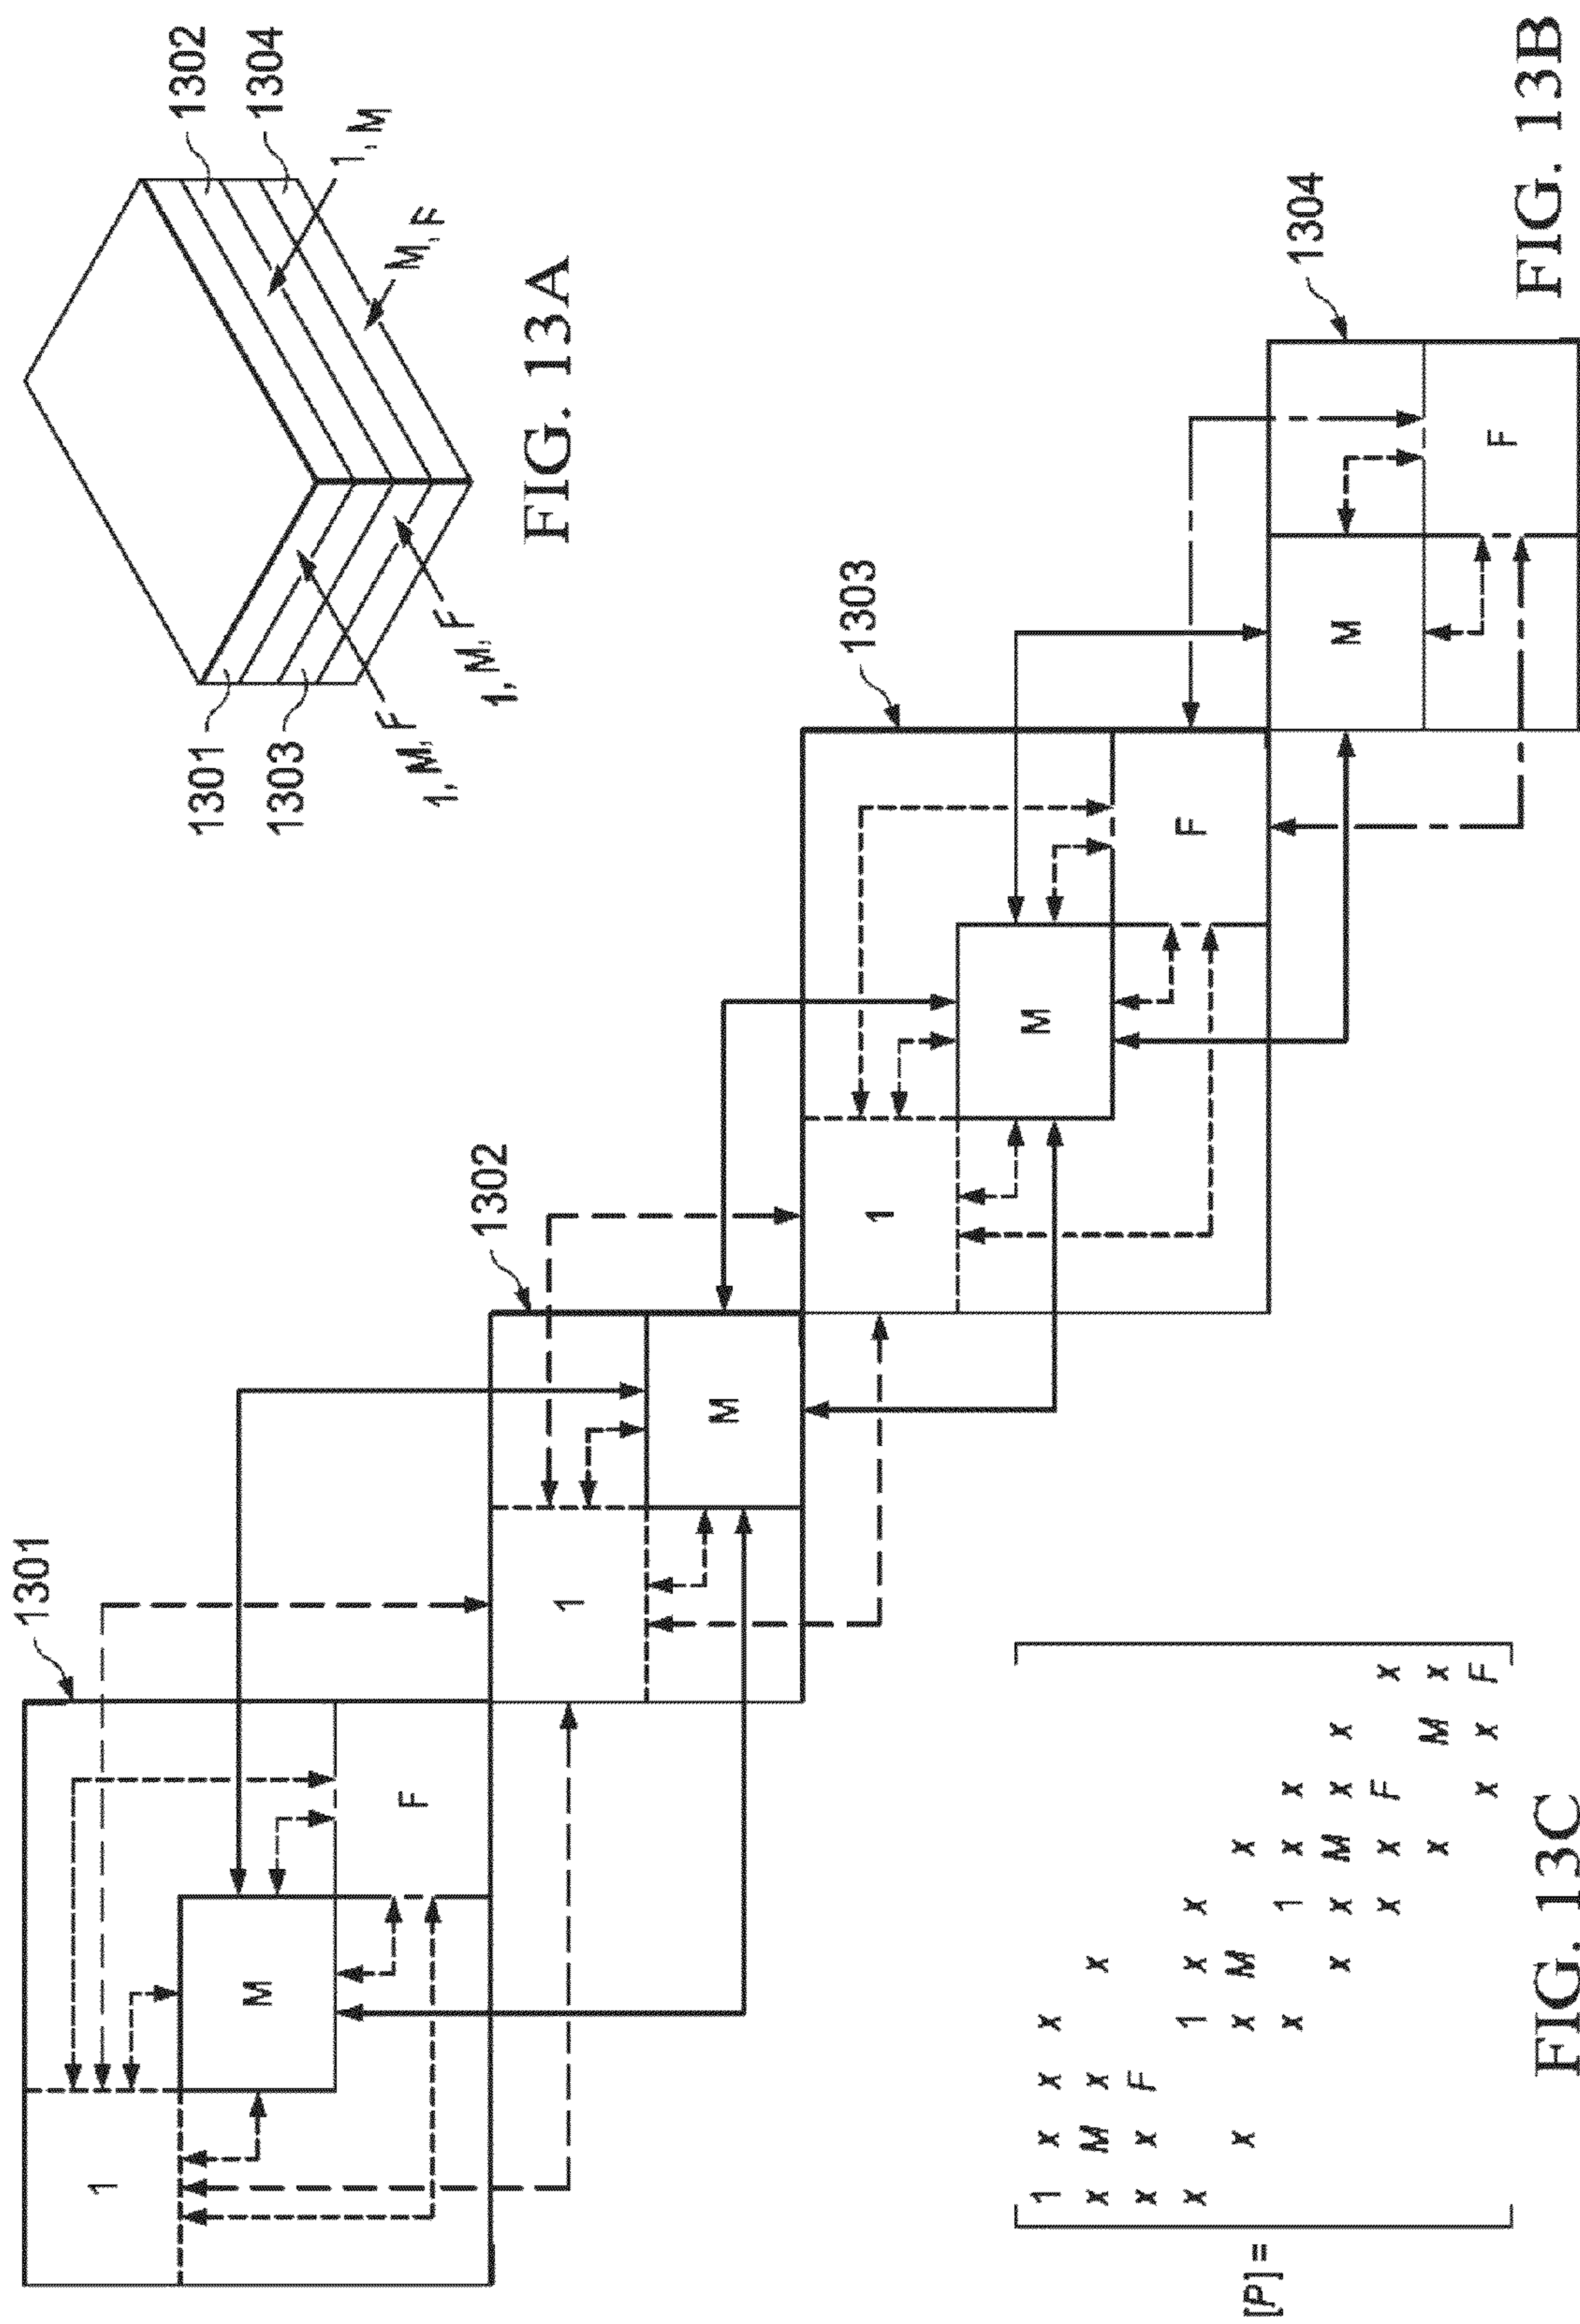 1301
1303
1, M, F
1, M, F
1302
1304
1, M
M, F
FIG. 13A
1301
1
M
F
1302
1
M
1303
1
M
F
1304
M
F
FIG. 13B
[P] =
1 x x x
x M x x
x x F
x 1 x x
x x M x
x 1 x x
x x M x x
x x F x
x M x
x x F
FIG. 13C